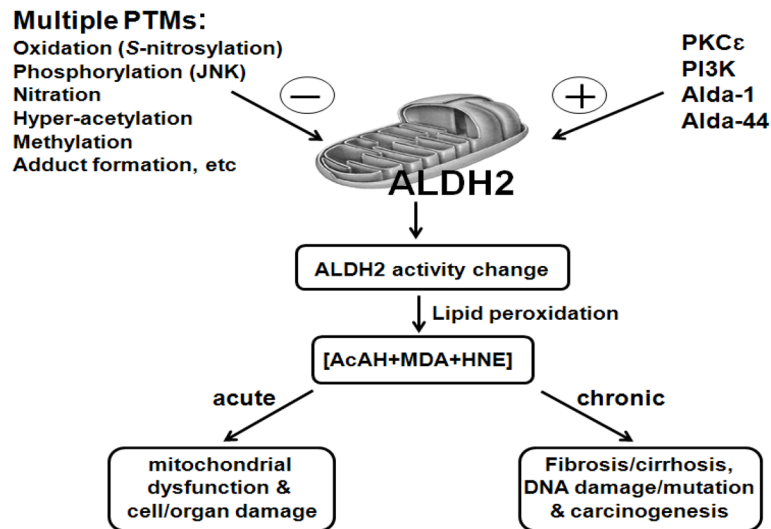 Multiple PTMs:
Oxidation (S-nitrosylation)
Phosphorylation (JNK)
Nitration
Hyper-acetylation
Methylation
Adduct formation, etc
−
+
PKCε
PI3K
Alda-1
Alda-44
ALDH2
ALDH2 activity change
Lipid peroxidation
[AcAH+MDA+HNE]
acute
chronic
mitochondrial
dysfunction &
cell/organ damage
Fibrosis/cirrhosis,
DNA damage/mutation
& carcinogenesis